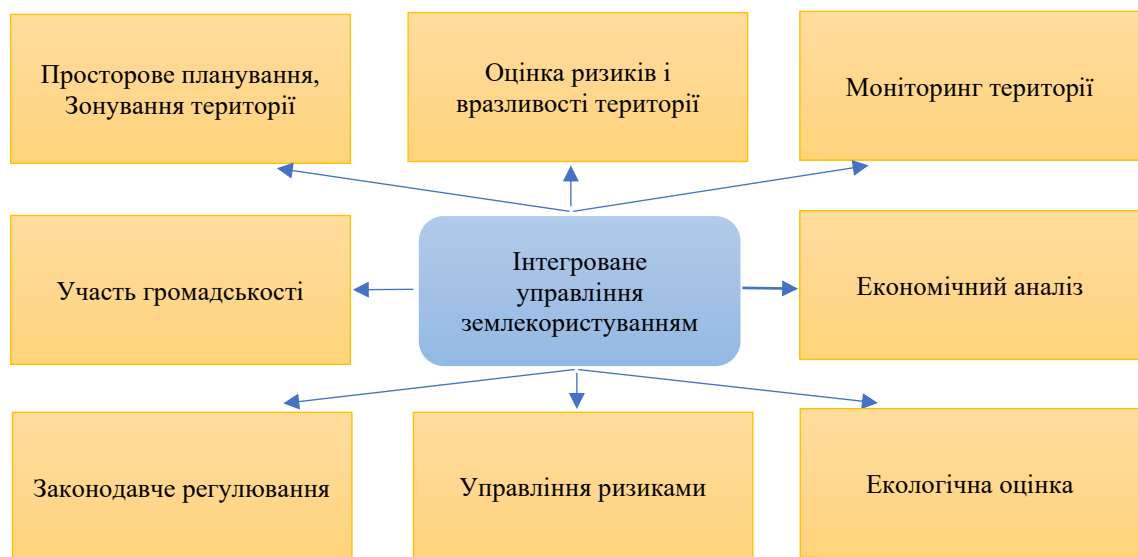 Просторове планування,
Зонування території
Оцінка ризиків і
вразливості території
Моніторинг території
Участь громадськості
Інтегроване
управління
землекористуванням
Економічний аналіз
Законодавче регулювання
Управління ризиками
Екологічна оцінка